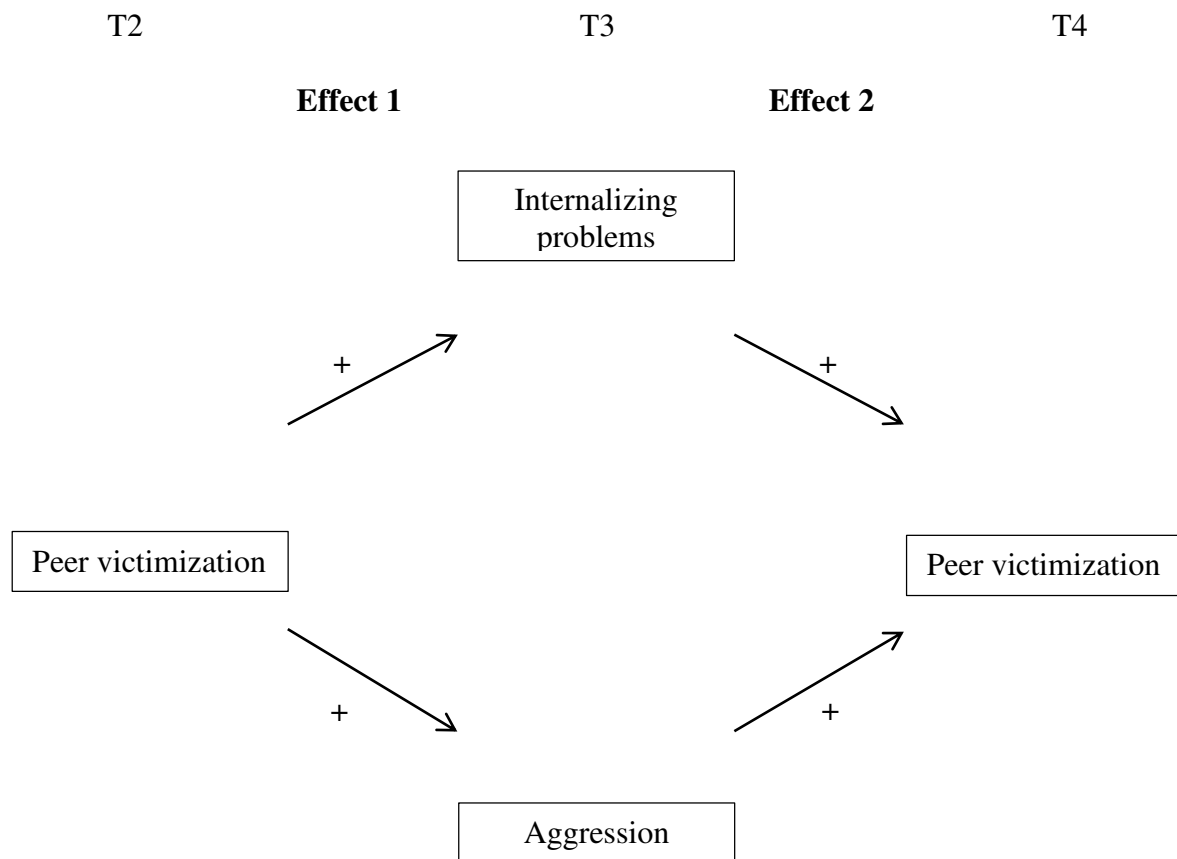 T2 T3 T4
Effect 1 Effect 2
Internalizing
problems
+ +
Peer victimization Peer victimization
+ +
Aggression